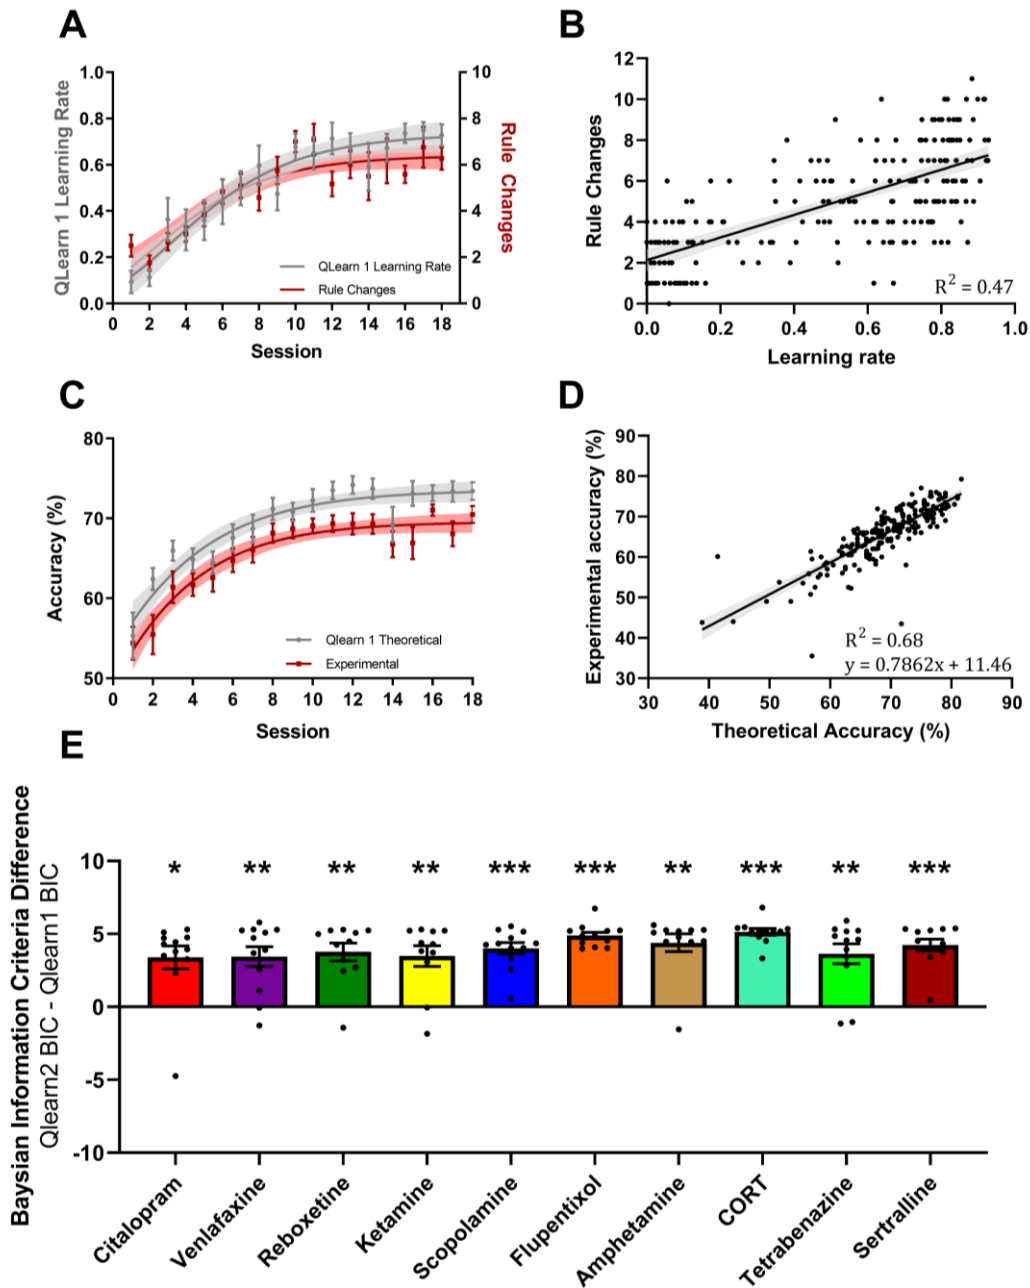 A
1.0
0.8
0.6
0.4
0.2
0.0
QLearn 1 Learning Rate
10
8
6
4
2
0
Rule Changes
QLearn 1 Learning Rate
Rule Changes
0 2 4 6 8 10 12 14 16 18
Session
B
12
10
8
6
4
2
0
Rule Changes
R² = 0.47
0.0 0.2 0.4 0.6 0.8 1.0
Learning rate
C
80
70
60
50
Accuracy (%)
Qlearn 1 Theoretical
Experimental
0 2 4 6 8 10 12 14 16 18
Session
D
90
80
70
60
50
40
30
Experimental accuracy (%)
R² = 0.68
y = 0.7862x + 11.46
30 40 50 60 70 80 90
Theoretical Accuracy (%)
E
Baysian Information Criteria Difference
Qlearn2 BIC - Qlearn1 BIC
10
5
0
-5
-10
* ** ** ** *** *** ** *** ** ***
Citalopram
Venlafaxine
Reboxetine
Ketamine
Scopolamine
Flupentixol
Amphetamine
CORT
Tetrabenazine
Sertralline